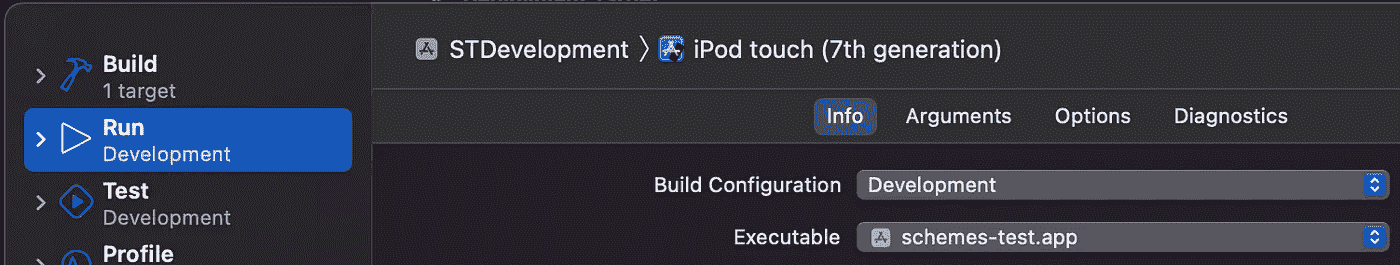 STDevelopment 〉 iPod touch (7th generation)
Build
1 target
Run
Development
Test
Development
Profile
Info Arguments Options Diagnostics
Build Configuration Development
Executable schemes-test.app